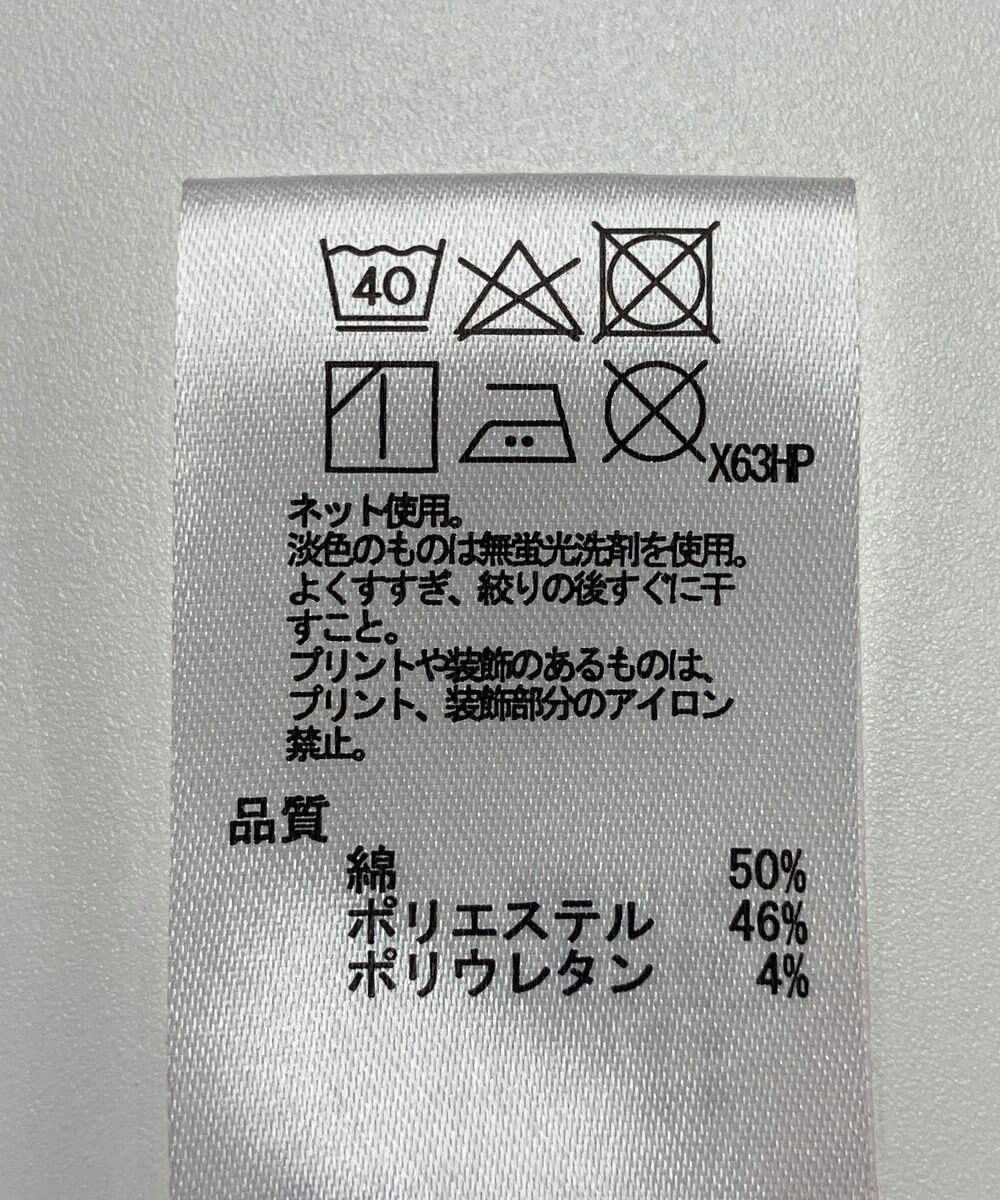 40
X63HP
ネット使用。
淡色のものは無蛍光洗剤を使用。
よくすすぎ、絞りの後すぐに干
すこと。
プリントや装飾のあるものは、
プリント、装飾部分のアイロン
禁止。
品質
綿 50%
ポリエステル 46%
ポリウレタン 4%